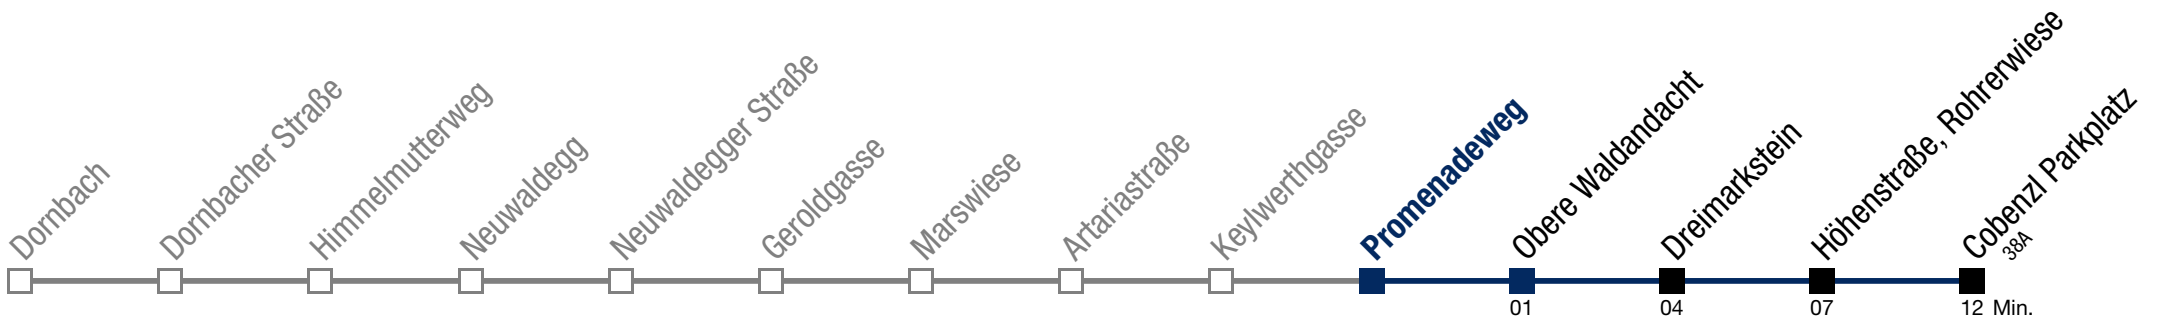 Dornbach
Dornbacher Straße
Himmelmutterweg
Neuwaldegg
Neuwaldegger Straße
Geroldgasse
Marswiese
Artariastraße
Keylwerthgasse
Promenadeweg
Obere Waldandacht
Dreimarkstein
Höhenstraße, Rohrerwiese
Cobenzl Parkplatz
38A
01 04 07 12 Min.